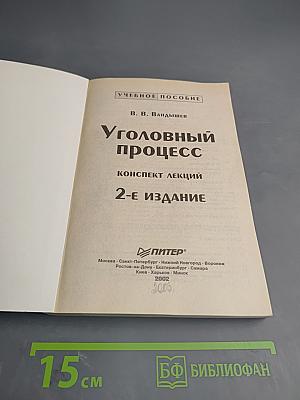 УЧЕБНОЕ ПОСОБИЕ
В. В. Вандышев
Уголовный
процесс
КОНСПЕКТ ЛЕКЦИЙ
2-Е ИЗДАНИЕ
ПИТЕР®
Москва · Санкт-Петербург · Нижний Новгород · Воронеж
Ростов-на-Дону · Екатеринбург · Самара
Киев · Харьков · Минск
2002
15 см
БФ БИБЛИОФАН